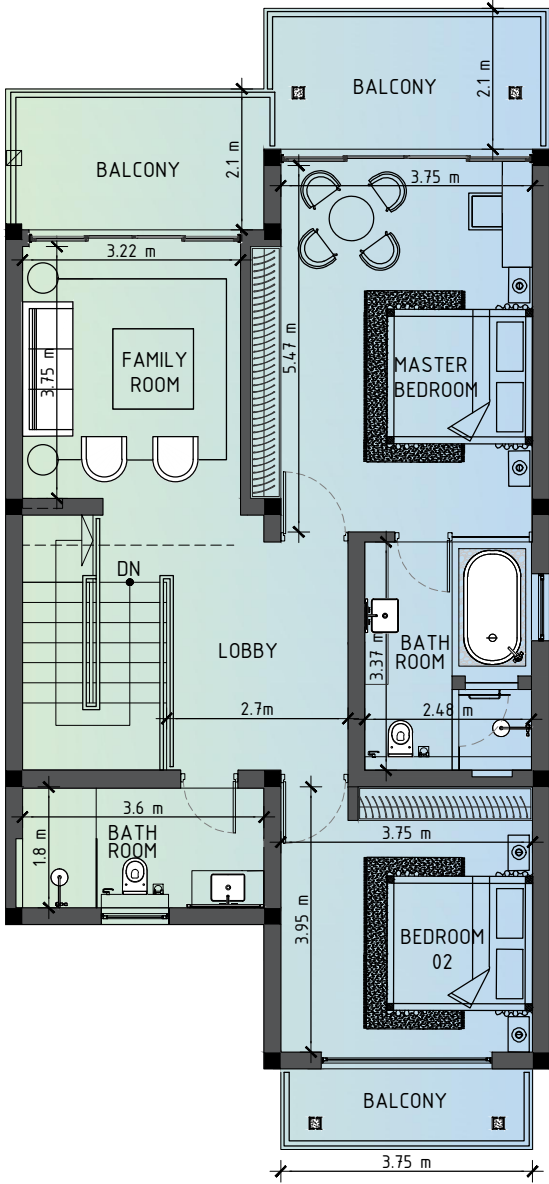 BALCONY
2.1 m
BALCONY
2.1 m
3.75 m
3.22 m
FAMILY
ROOM
3.75 m
5.47 m
MASTER
BEDROOM
DN
LOBBY
BATH
ROOM
3.37 m
2.7m
2.48 m
3.6 m
BATH
ROOM
1.8 m
3.75 m
3.95 m
BEDROOM
02
BALCONY
3.75 m